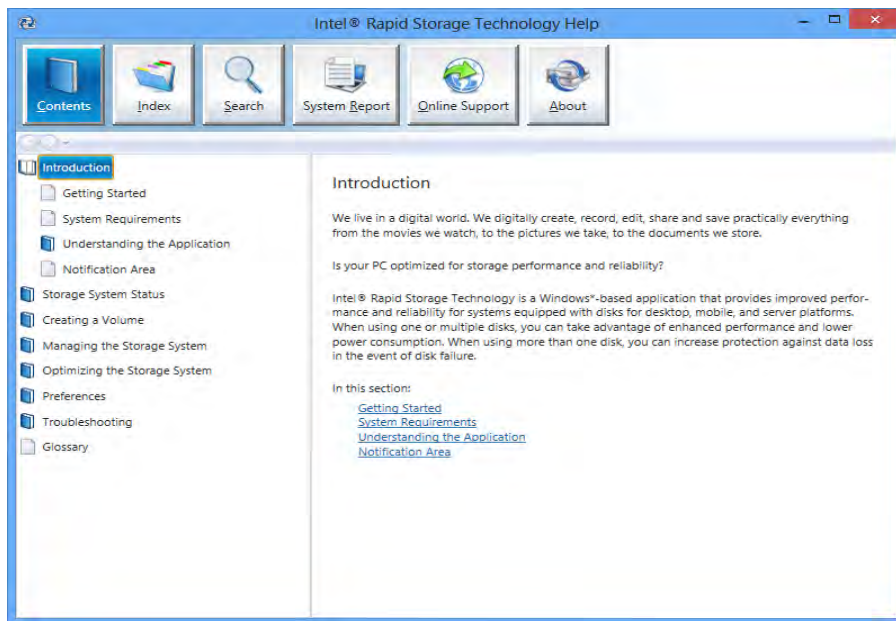 Intel® Rapid Storage Technology Help
Contents
Index
Search
System Report
Online Support
About
Introduction
Getting Started
System Requirements
Understanding the Application
Notification Area
Storage System Status
Creating a Volume
Managing the Storage System
Optimizing the Storage System
Preferences
Troubleshooting
Glossary
Introduction
We live in a digital world. We digitally create, record, edit, share and save practically everything
from the movies we watch, to the pictures we take, to the documents we store.
Is your PC optimized for storage performance and reliability?
Intel® Rapid Storage Technology is a Windows*-based application that provides improved perfor-
mance and reliability for systems equipped with disks for desktop, mobile, and server platforms.
When using one or multiple disks, you can take advantage of enhanced performance and lower
power consumption. When using more than one disk, you can increase protection against data loss
in the event of disk failure.
In this section:
Getting Started
System Requirements
Understanding the Application
Notification Area